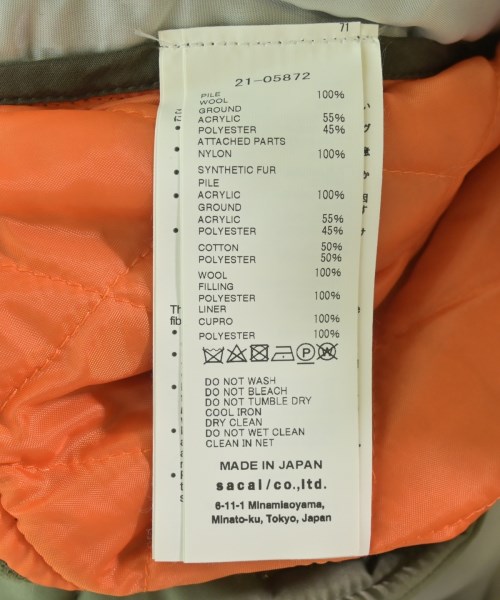 71
21-05872
PILE
WOOL 100%
GROUND
ACRYLIC 55%
POLYESTER 45%
ATTACHED PARTS
NYLON 100%
SYNTHETIC FUR
PILE
ACRYLIC 100%
GROUND
ACRYLIC 55%
POLYESTER 45%
COTTON 50%
POLYESTER 50%
WOOL 100%
FILLING
POLYESTER 100%
LINER
CUPRO 100%
POLYESTER 100%
DO NOT WASH
DO NOT BLEACH
DO NOT TUMBLE DRY
COOL IRON
DRY CLEAN
DO NOT WET CLEAN
CLEAN IN NET
MADE IN JAPAN
sacai/co.,ltd.
6-11-1 Minamiaoyama,
Minato-ku, Tokyo, Japan